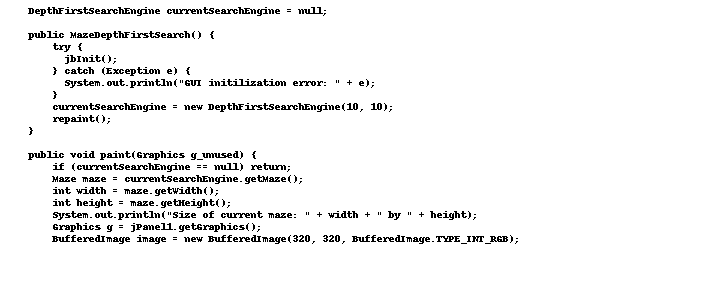 DepthFirstSearchEngine currentSearchEngine = null;

public MazeDepthFirstSearch() {
    try {
      jbInit();
    } catch (Exception e) {
      System.out.println("GUI initilization error: " + e);
    }
    currentSearchEngine = new DepthFirstSearchEngine(10, 10);
    repaint();
}

public void paint(Graphics g_unused) {
    if (currentSearchEngine == null) return;
    Maze maze = currentSearchEngine.getMaze();
    int width = maze.getWidth();
    int height = maze.getHeight();
    System.out.println("Size of current maze: " + width + " by " + height);
    Graphics g = jPanel1.getGraphics();
    BufferedImage image = new BufferedImage(320, 320, BufferedImage.TYPE_INT_RGB);